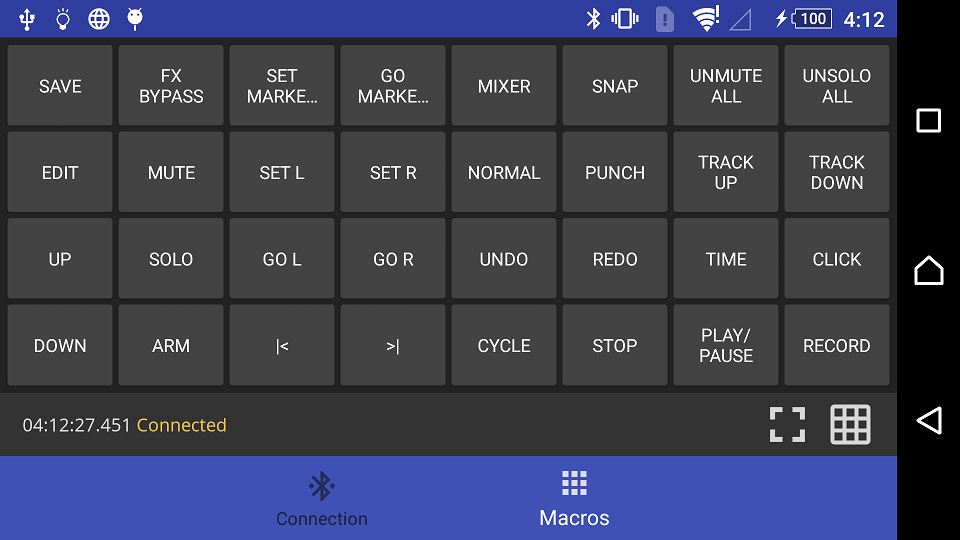 100 4:12
SAVE
FX
BYPASS
SET
MARKE...
GO
MARKE...
MIXER
SNAP
UNMUTE
ALL
UNSOLO
ALL
EDIT
MUTE
SET L
SET R
NORMAL
PUNCH
TRACK
UP
TRACK
DOWN
UP
SOLO
GO L
GO R
UNDO
REDO
TIME
CLICK
DOWN
ARM
|<
>|
CYCLE
STOP
PLAY/
PAUSE
RECORD
04:12:27.451 Connected
Connection
Macros